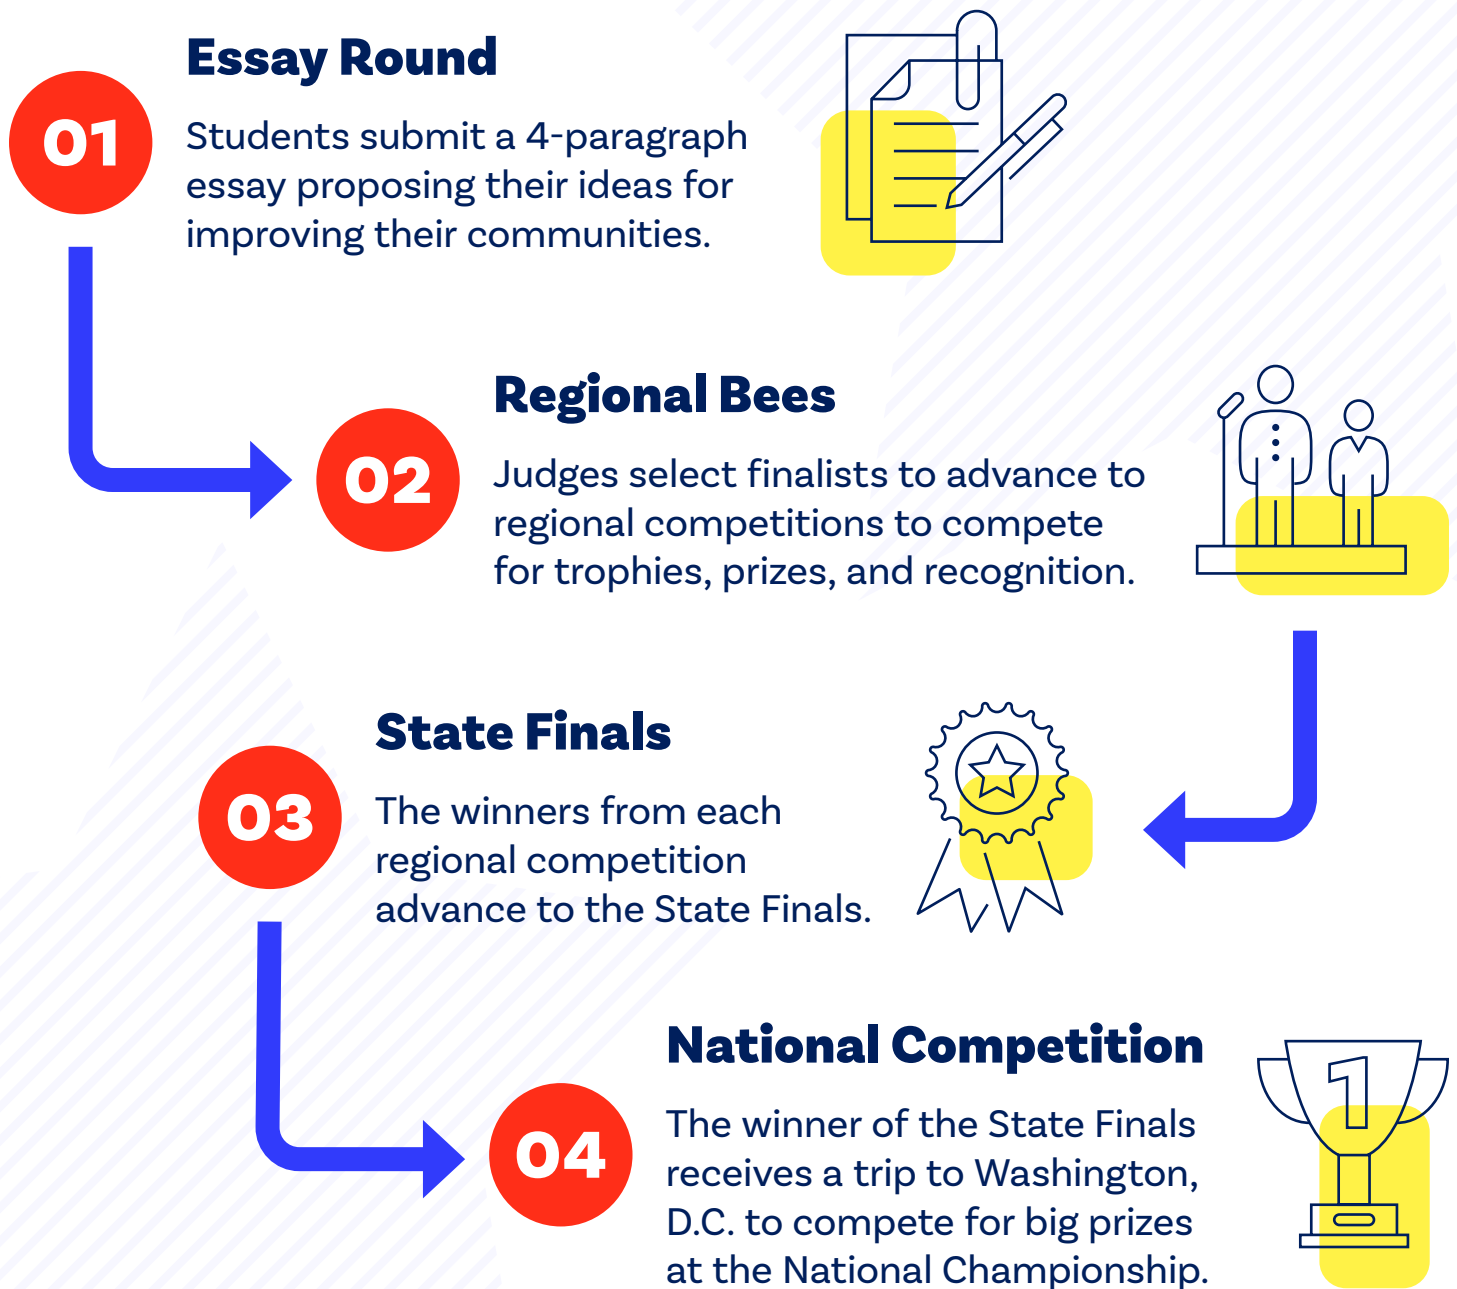 Essay Round
01
Students submit a 4-paragraph
essay proposing their ideas for
improving their communities.
Regional Bees
02
Judges select finalists to advance to
regional competitions to compete
for trophies, prizes, and recognition.
State Finals
03
The winners from each
regional competition
advance to the State Finals.
National Competition
1
04
The winner of the State Finals
receives a trip to Washington,
D.C. to compete for big prizes
at the National Championship.